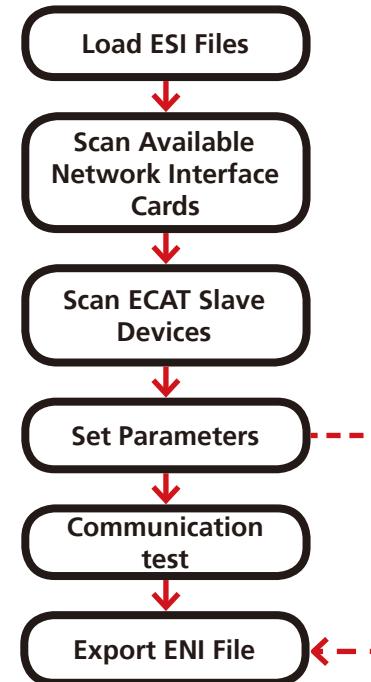 Load ESI Files
Scan Available
Network Interface
Cards
Scan ECAT Slave
Devices
Set Parameters
Communication
test
Export ENI File